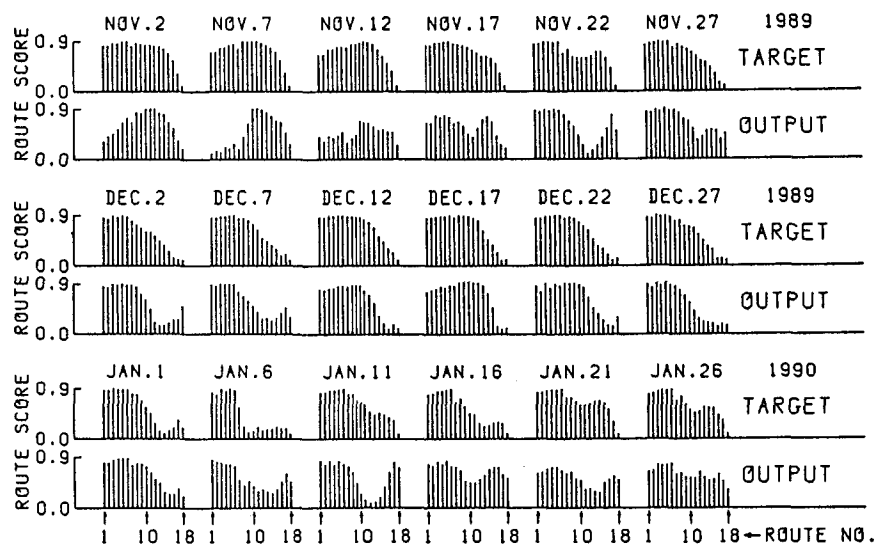 NOV.2 NOV.7 NOV.12 NOV.17 NOV.22 NOV.27 1989
0.9 TARGET
ROUTE SCORE
0.9 OUTPUT
0.0
DEC.2 DEC.7 DEC.12 DEC.17 DEC.22 DEC.27 1989
0.9 TARGET
ROUTE SCORE
0.0
0.9 OUTPUT
0.0
JAN.1 JAN.6 JAN.11 JAN.16 JAN.21 JAN.26 1990
0.9 TARGET
ROUTE SCORE
0.0
0.9 OUTPUT
0.0
1 10 18 1 10 18 1 10 18 1 10 18 1 10 18 1 10 18 ←ROUTE NO.